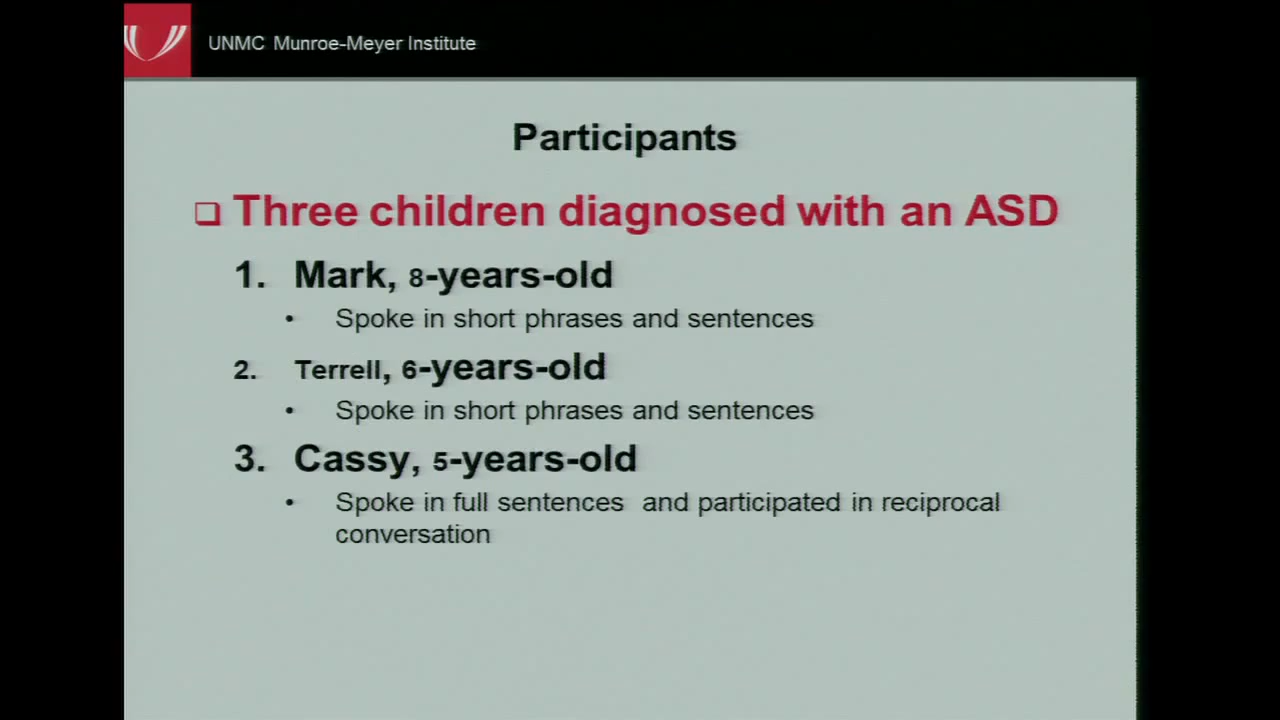 UNMC Munroe-Meyer Institute
Participants
❑ Three children diagnosed with an ASD
1. Mark, 8-years-old
• Spoke in short phrases and sentences
2. Terrell, 6-years-old
• Spoke in short phrases and sentences
3. Cassy, 5-years-old
• Spoke in full sentences and participated in reciprocal
conversation